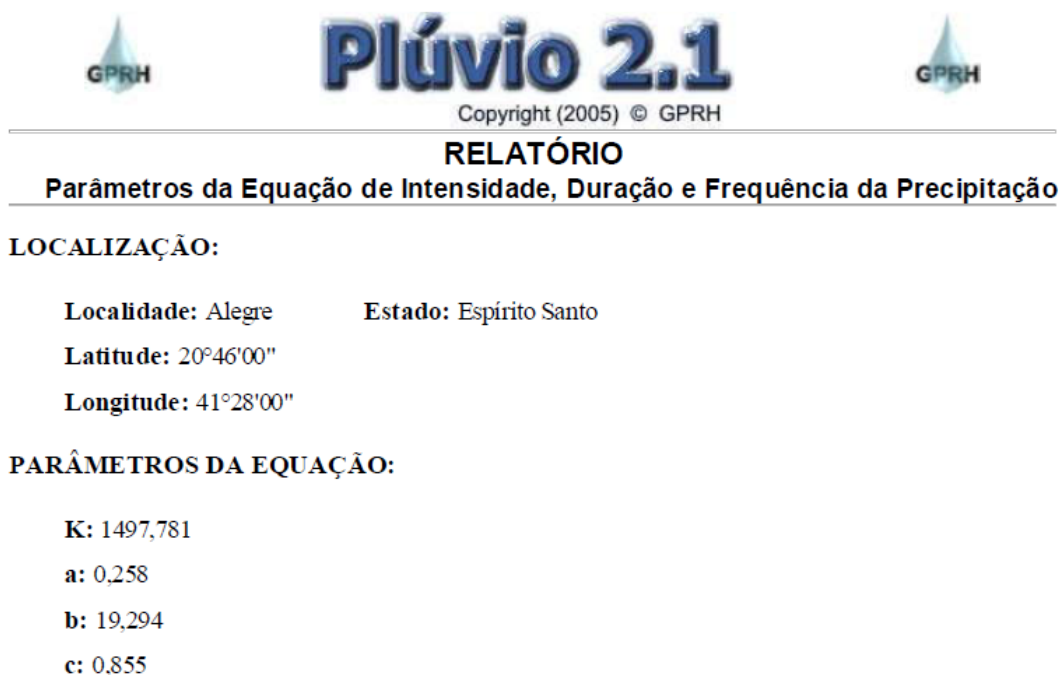 GPRH Plúvio 2.1 GPRH
Copyright (2005) © GPRH
RELATÓRIO
Parâmetros da Equação de Intensidade, Duração e Frequência da Precipitação
LOCALIZAÇÃO:
Localidade: Alegre Estado: Espírito Santo
Latitude: 20°46'00"
Longitude: 41°28'00"
PARÂMETROS DA EQUAÇÃO:
K: 1497,781
a: 0,258
b: 19,294
c: 0,855